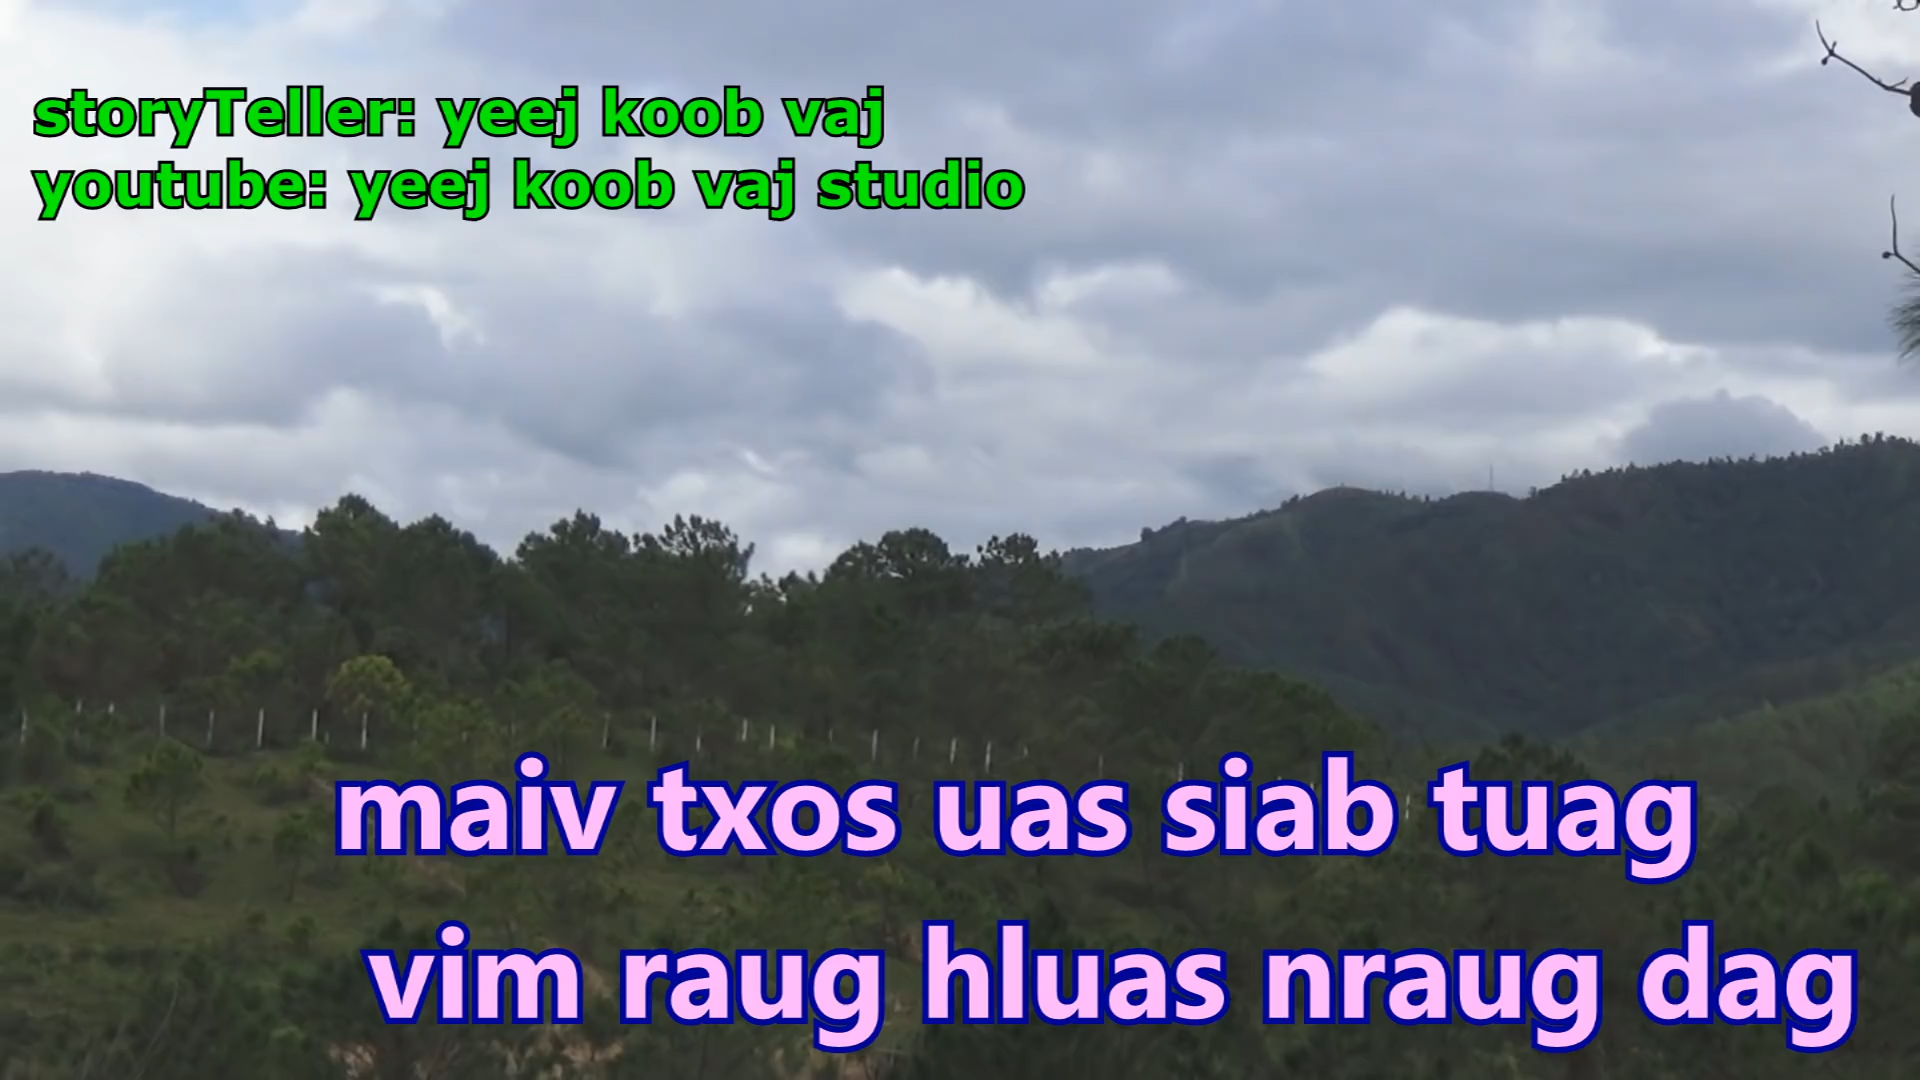 storyTeller: yeej koob vaj
youtube: yeej koob vaj studio
maiv txos uas siab tuag
vim raug hluas nraug dag